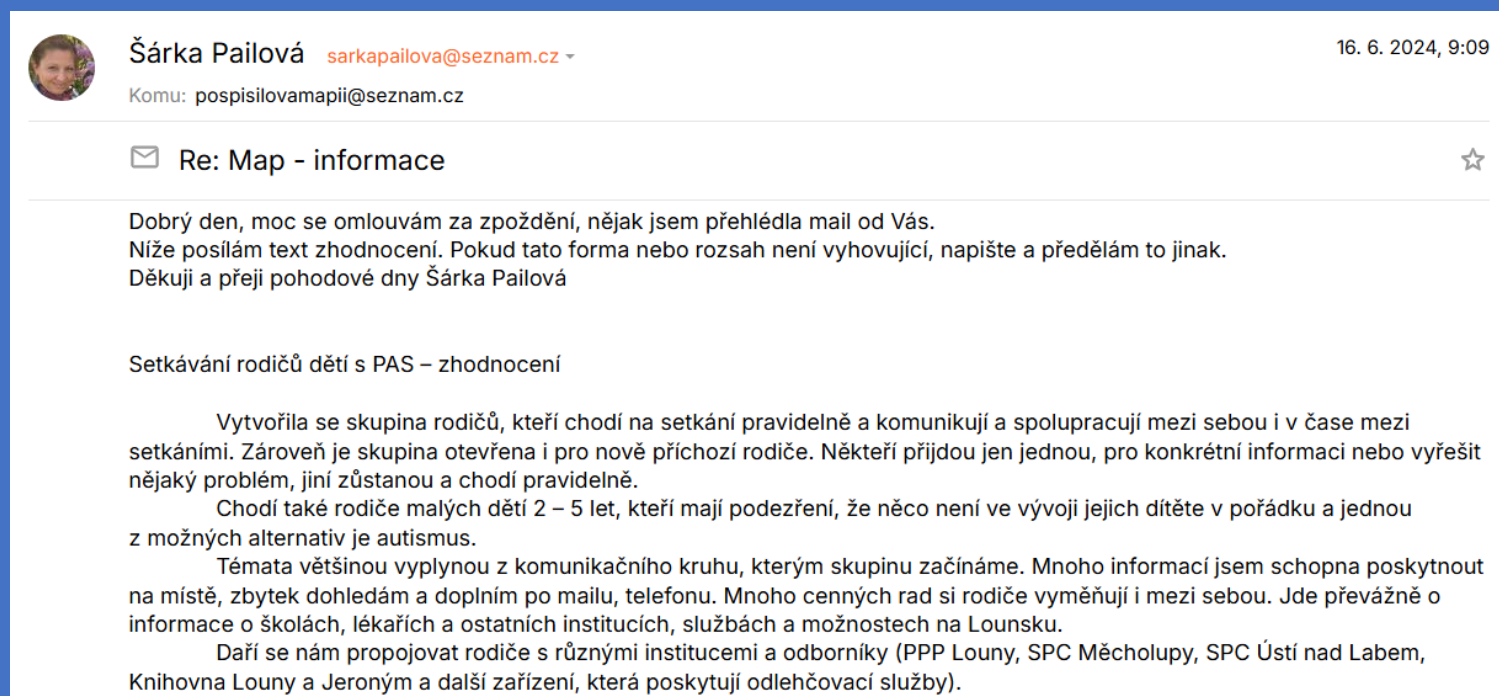 Šárka Pailová sarkapailova@seznam.cz
16. 6. 2024, 9:09
Komu: pospisilovamapii@seznam.cz
Re: Map - informace
Dobrý den, moc se omlouvám za zpoždění, nějak jsem přehlédla mail od Vás.
Níže posílám text zhodnocení. Pokud tato forma nebo rozsah není vyhovující, napište a předělám to jinak.
Děkuji a přeji pohodové dny Šárka Pailová
Setkávání rodičů dětí s PAS – zhodnocení
Vytvořila se skupina rodičů, kteří chodí na setkání pravidelně a komunikují a spolupracují mezi sebou i v čase mezi
setkáními. Zároveň je skupina otevřena i pro nově příchozí rodiče. Někteří přijdou jen jednou, pro konkrétní informaci nebo vyřešit
nějaký problém, jiní zůstanou a chodí pravidelně.
Chodí také rodiče malých dětí 2 – 5 let, kteří mají podezření, že něco není ve vývoji jejich dítěte v pořádku a jednou
z možných alternativ je autismus.
Témata většinou vyplynou z komunikačního kruhu, kterým skupinu začínáme. Mnoho informací jsem schopna poskytnout
na místě, zbytek dohledám a doplním po mailu, telefonu. Mnoho cenných rad si rodiče vyměňují i mezi sebou. Jde převážně o
informace o školách, lékařích a ostatních institucích, službách a možnostech na Lounsku.
Daří se nám propojovat rodiče s různými institucemi a odborníky (PPP Louny, SPC Měcholupy, SPC Ústí nad Labem,
Knihovna Louny a Jeroným a další zařízení, která poskytují odlehčovací služby).